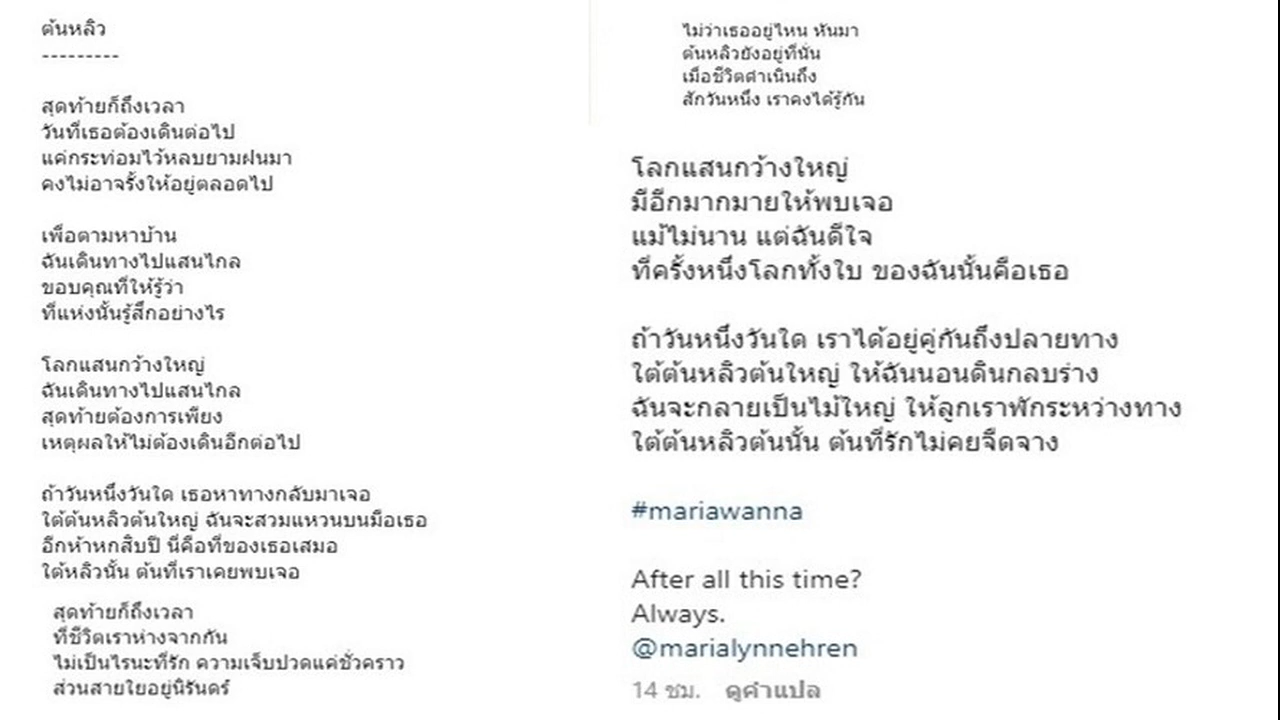 ต้นหลิว
---------
สุดท้ายก็ถึงเวลา
วันที่เธอต้องเดินต่อไป
แค่กระท่อมไว้หลบยามฝนมา
คงไม่อาจรั้งให้อยู่ตลอดไป
เพื่อตามหาบ้าน
ฉันเดินทางไปแสนไกล
ขอบคุณที่ให้รู้ว่า
ที่แห่งนั้นรู้สึกอย่างไร
โลกแสนกว้างใหญ่
ฉันเดินทางไปแสนไกล
สุดท้ายต้องการเพียง
เหตุผลให้ไม่ต้องเดินอีกต่อไป
ถ้าวันหนึ่งวันใด เธอหาทางกลับมาเจอ
ใต้ต้นหลิวต้นใหญ่ ฉันจะสวมแหวนบนมือเธอ
อีกห้าหกสิบปี นี่คือที่ของเธอเสมอ
ใต้หลิวนั้น ต้นที่เราเคยพบเจอ
สุดท้ายก็ถึงเวลา
ที่ชีวิตเราห่างจากกัน
ไม่เป็นไรนะที่รัก ความเจ็บปวดแค่ชั่วคราว
ส่วนสายใยอยู่นิรันดร์
ไม่ว่าเธออยู่ไหน หันมา
ต้นหลิวยังอยู่ที่นั่น
เมื่อชีวิตดำเนินถึง
สักวันหนึ่ง เราคงได้รู้กัน
โลกแสนกว้างใหญ่
มีอีกมากมายให้พบเจอ
แม้ไม่นาน แต่ฉันดีใจ
ที่ครั้งหนึ่งโลกทั้งใบ ของฉันนั้นคือเธอ
ถ้าวันหนึ่งวันใด เราได้อยู่คู่กันถึงปลายทาง
ใต้ต้นหลิวต้นใหญ่ ให้ฉันนอนดินกลบร่าง
ฉันจะกลายเป็นไม้ใหญ่ ให้ลูกเราพักระหว่างทาง
ใต้ต้นหลิวต้นนั้น ต้นที่รักไม่คยจืดจาง
#mariawanna
After all this time?
Always.
@marialynnehren
14 ชม. ดูคำแปล